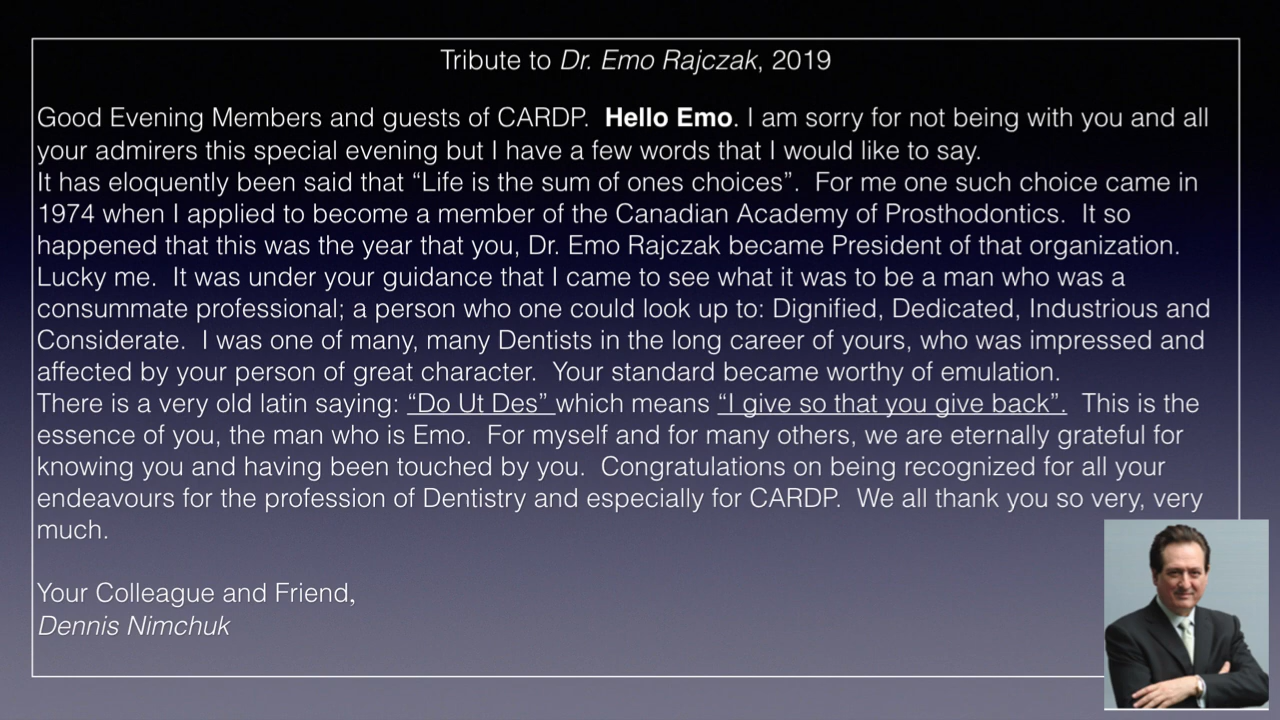 Tribute to Dr. Emo Rajczak, 2019
Good Evening Members and guests of CARDP.  Hello Emo. I am sorry for not being with you and all
your admirers this special evening but I have a few words that I would like to say.
It has eloquently been said that “Life is the sum of ones choices”.  For me one such choice came in
1974 when I applied to become a member of the Canadian Academy of Prosthodontics.  It so
happened that this was the year that you, Dr. Emo Rajczak became President of that organization.
Lucky me.  It was under your guidance that I came to see what it was to be a man who was a
consummate professional; a person who one could look up to: Dignified, Dedicated, Industrious and
Considerate.  I was one of many, many Dentists in the long career of yours, who was impressed and
affected by your person of great character.  Your standard became worthy of emulation.
There is a very old latin saying: “Do Ut Des” which means “I give so that you give back”.  This is the
essence of you, the man who is Emo.  For myself and for many others, we are eternally grateful for
knowing you and having been touched by you.  Congratulations on being recognized for all your
endeavours for the profession of Dentistry and especially for CARDP.  We all thank you so very, very
much.
Your Colleague and Friend,
Dennis Nimchuk